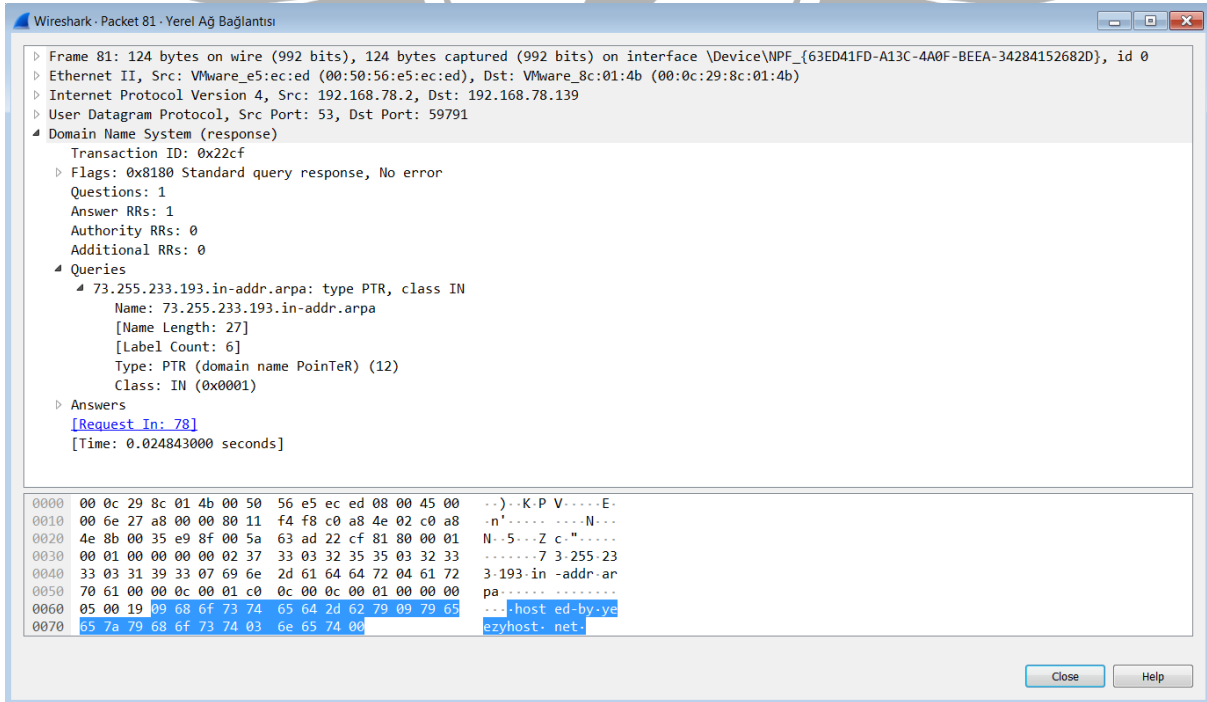 Wireshark · Packet 81 · Yerel Ağ Bağlantısı
Frame 81: 124 bytes on wire (992 bits), 124 bytes captured (992 bits) on interface \Device\NPF_{63ED41FD-A13C-4A0F-BEEA-34284152682D}, id 0
Ethernet II, Src: VMware_e5:ec:ed (00:50:56:e5:ec:ed), Dst: VMware_8c:01:4b (00:0c:29:8c:01:4b)
Internet Protocol Version 4, Src: 192.168.78.2, Dst: 192.168.78.139
User Datagram Protocol, Src Port: 53, Dst Port: 59791
Domain Name System (response)
Transaction ID: 0x22cf
Flags: 0x8180 Standard query response, No error
Questions: 1
Answer RRs: 1
Authority RRs: 0
Additional RRs: 0
Queries
73.255.233.193.in-addr.arpa: type PTR, class IN
Name: 73.255.233.193.in-addr.arpa
[Name Length: 27]
[Label Count: 6]
Type: PTR (domain name PoinTeR) (12)
Class: IN (0x0001)
Answers
[Request In: 78]
[Time: 0.024843000 seconds]
0000 00 0c 29 8c 01 4b 00 50 56 e5 ec ed 08 00 45 00 ··)··K·P V·····E·
0010 00 6e 27 a8 00 00 80 11 f4 f8 c0 a8 4e 02 c0 a8 ·n'····· ····N···
0020 4e 8b 00 35 e9 8f 00 5a 63 ad 22 cf 81 80 00 01 N··5···Z c·"·····
0030 00 01 00 00 00 00 02 37 33 03 32 35 35 03 32 33 ·······7 3·255·23
0040 33 03 31 39 33 07 69 6e 2d 61 64 64 72 04 61 72 3·193·in -addr·ar
0050 70 61 00 00 0c 00 01 c0 0c 00 0c 00 01 00 00 00 pa······ ········
0060 05 00 19 09 68 6f 73 74 65 64 2d 62 79 09 79 65 ····host ed-by·ye
0070 65 7a 79 68 6f 73 74 03 6e 65 74 00 ezyhost· net·
Close Help